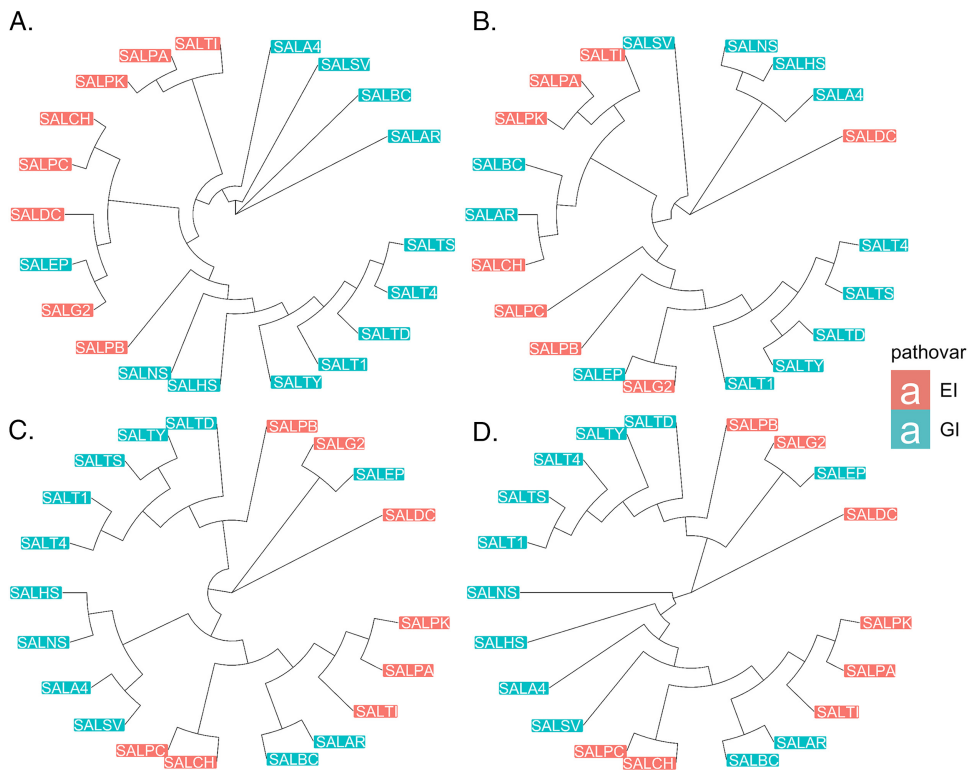 A.
SALTI
SALPA
SALPK
SALCH
SALPC
SALDC
SALEP
SALG2
SALPB
SALNS
SALHS
SALTY
SALT1
SALTD
SALT4
SALTS
SALAR
SALBC
SALSV
SALA4
B.
SALSV
SALTI
SALPA
SALPK
SALBC
SALAR
SALCH
SALPC
SALPB
SALEP
SALG2
SALT1
SALTY
SALTD
SALTS
SALT4
SALDC
SALA4
SALHS
SALNS
pathovar
a EI
a GI
C.
SALTD
SALTY
SALTS
SALT1
SALT4
SALHS
SALNS
SALA4
SALSV
SALPC
SALCH
SALBC
SALAR
SALTI
SALPA
SALPK
SALDC
SALEP
SALG2
SALPB
D.
SALTD
SALTY
SALT4
SALTS
SALT1
SALNS
SALHS
SALA4
SALSV
SALPC
SALCH
SALBC
SALAR
SALTI
SALPA
SALPK
SALDC
SALEP
SALG2
SALPB